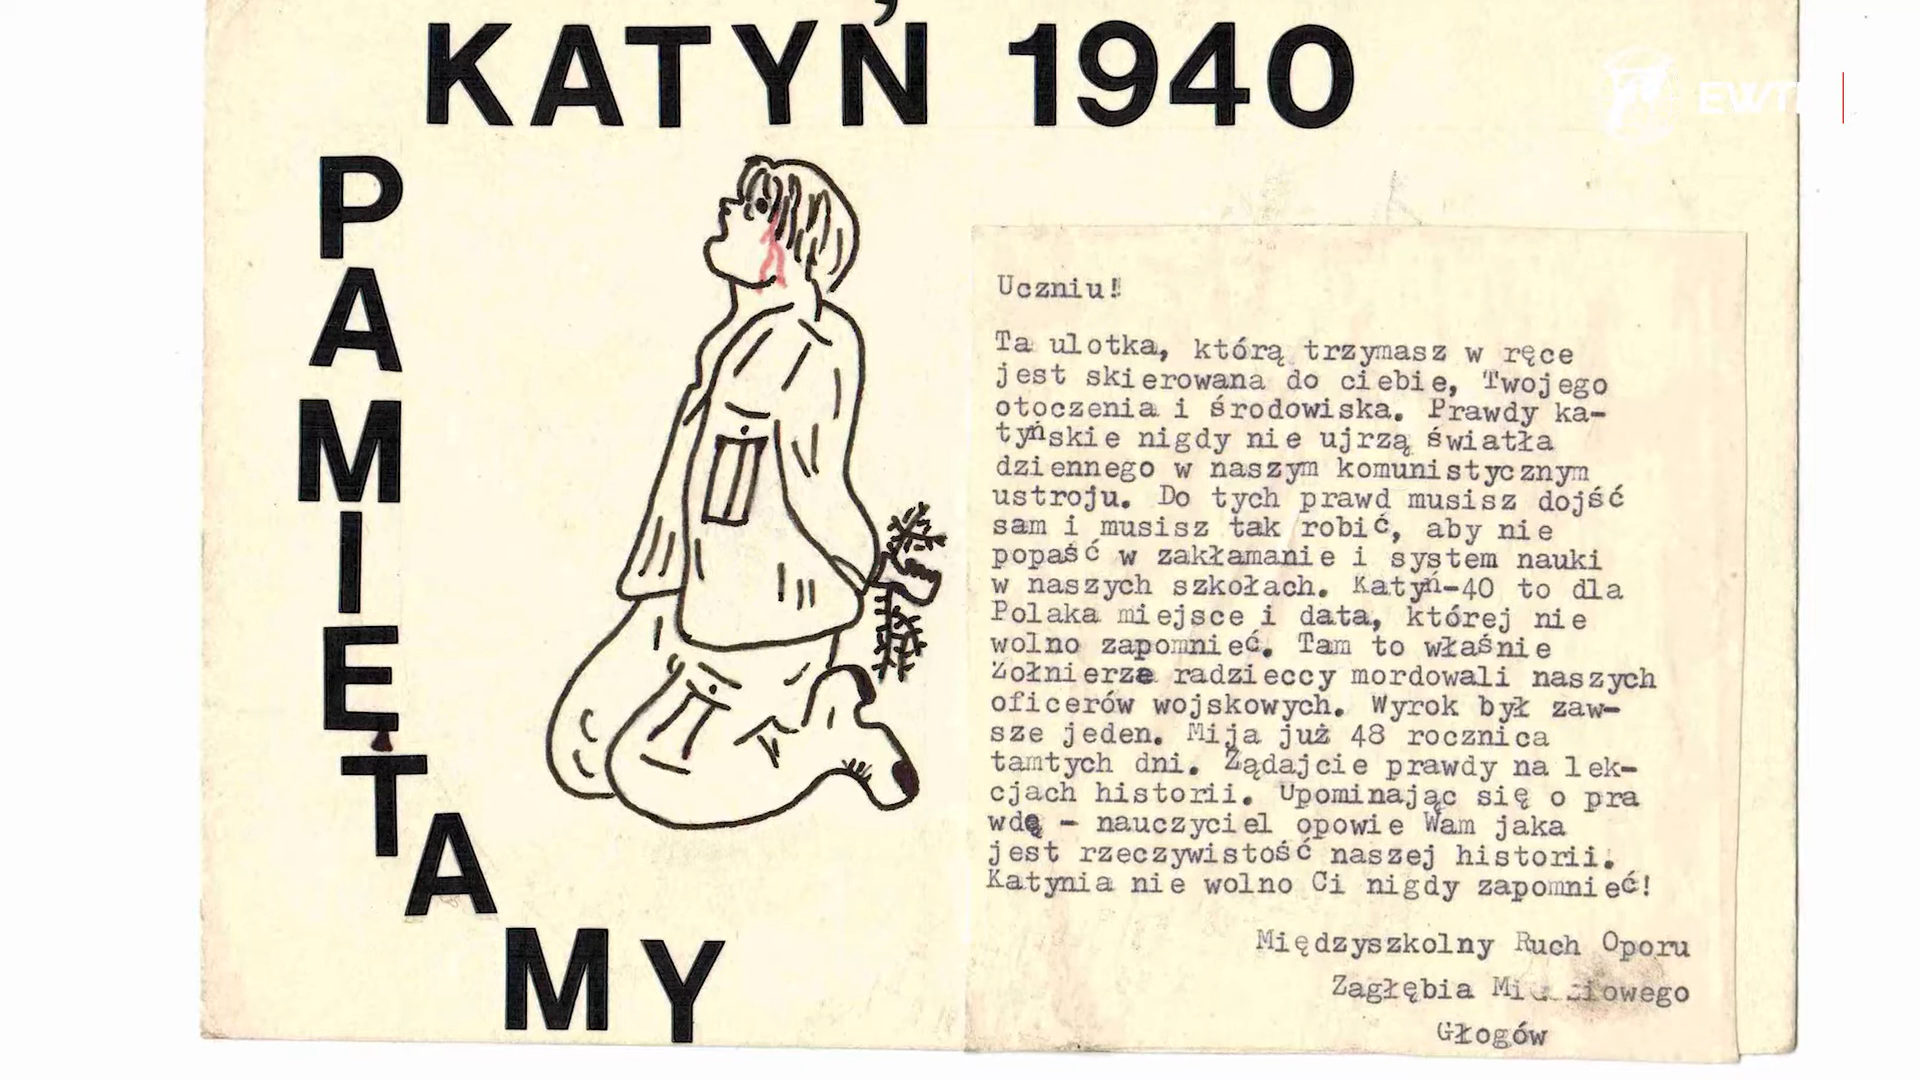 KATYŃ 1940
PAMIĘTAMY
Uczniu!
Ta ulotka, którą trzymasz w ręce
jest skierowana do ciebie, Twojego
otoczenia i środowiska. Prawdy ka-
tyńskie nigdy nie ujrzą światła
dziennego w naszym komunistycznym
ustroju. Do tych prawd musisz dojść
sam i musisz tak robić, aby nie
popaść w zakłamanie i system nauki
w naszych szkołach. Katyń-40 to dla
Polaka miejsce i data, której nie
wolno zapomnieć. Tam to właśnie
Żołnierze radzieccy mordowali naszych
oficerów wojskowych. Wyrok był zaw-
sze jeden. Mija już 48 rocznica
tamtych dni. Żądajcie prawdy na lek-
cjach historii. Upominając się o pra
wdę - nauczyciel opowie Wam jaka
jest rzeczywistość naszej historii.
Katynia nie wolno Ci nigdy zapomnieć!
Międzyszkolny Ruch Oporu
Zagłębia
Głogów